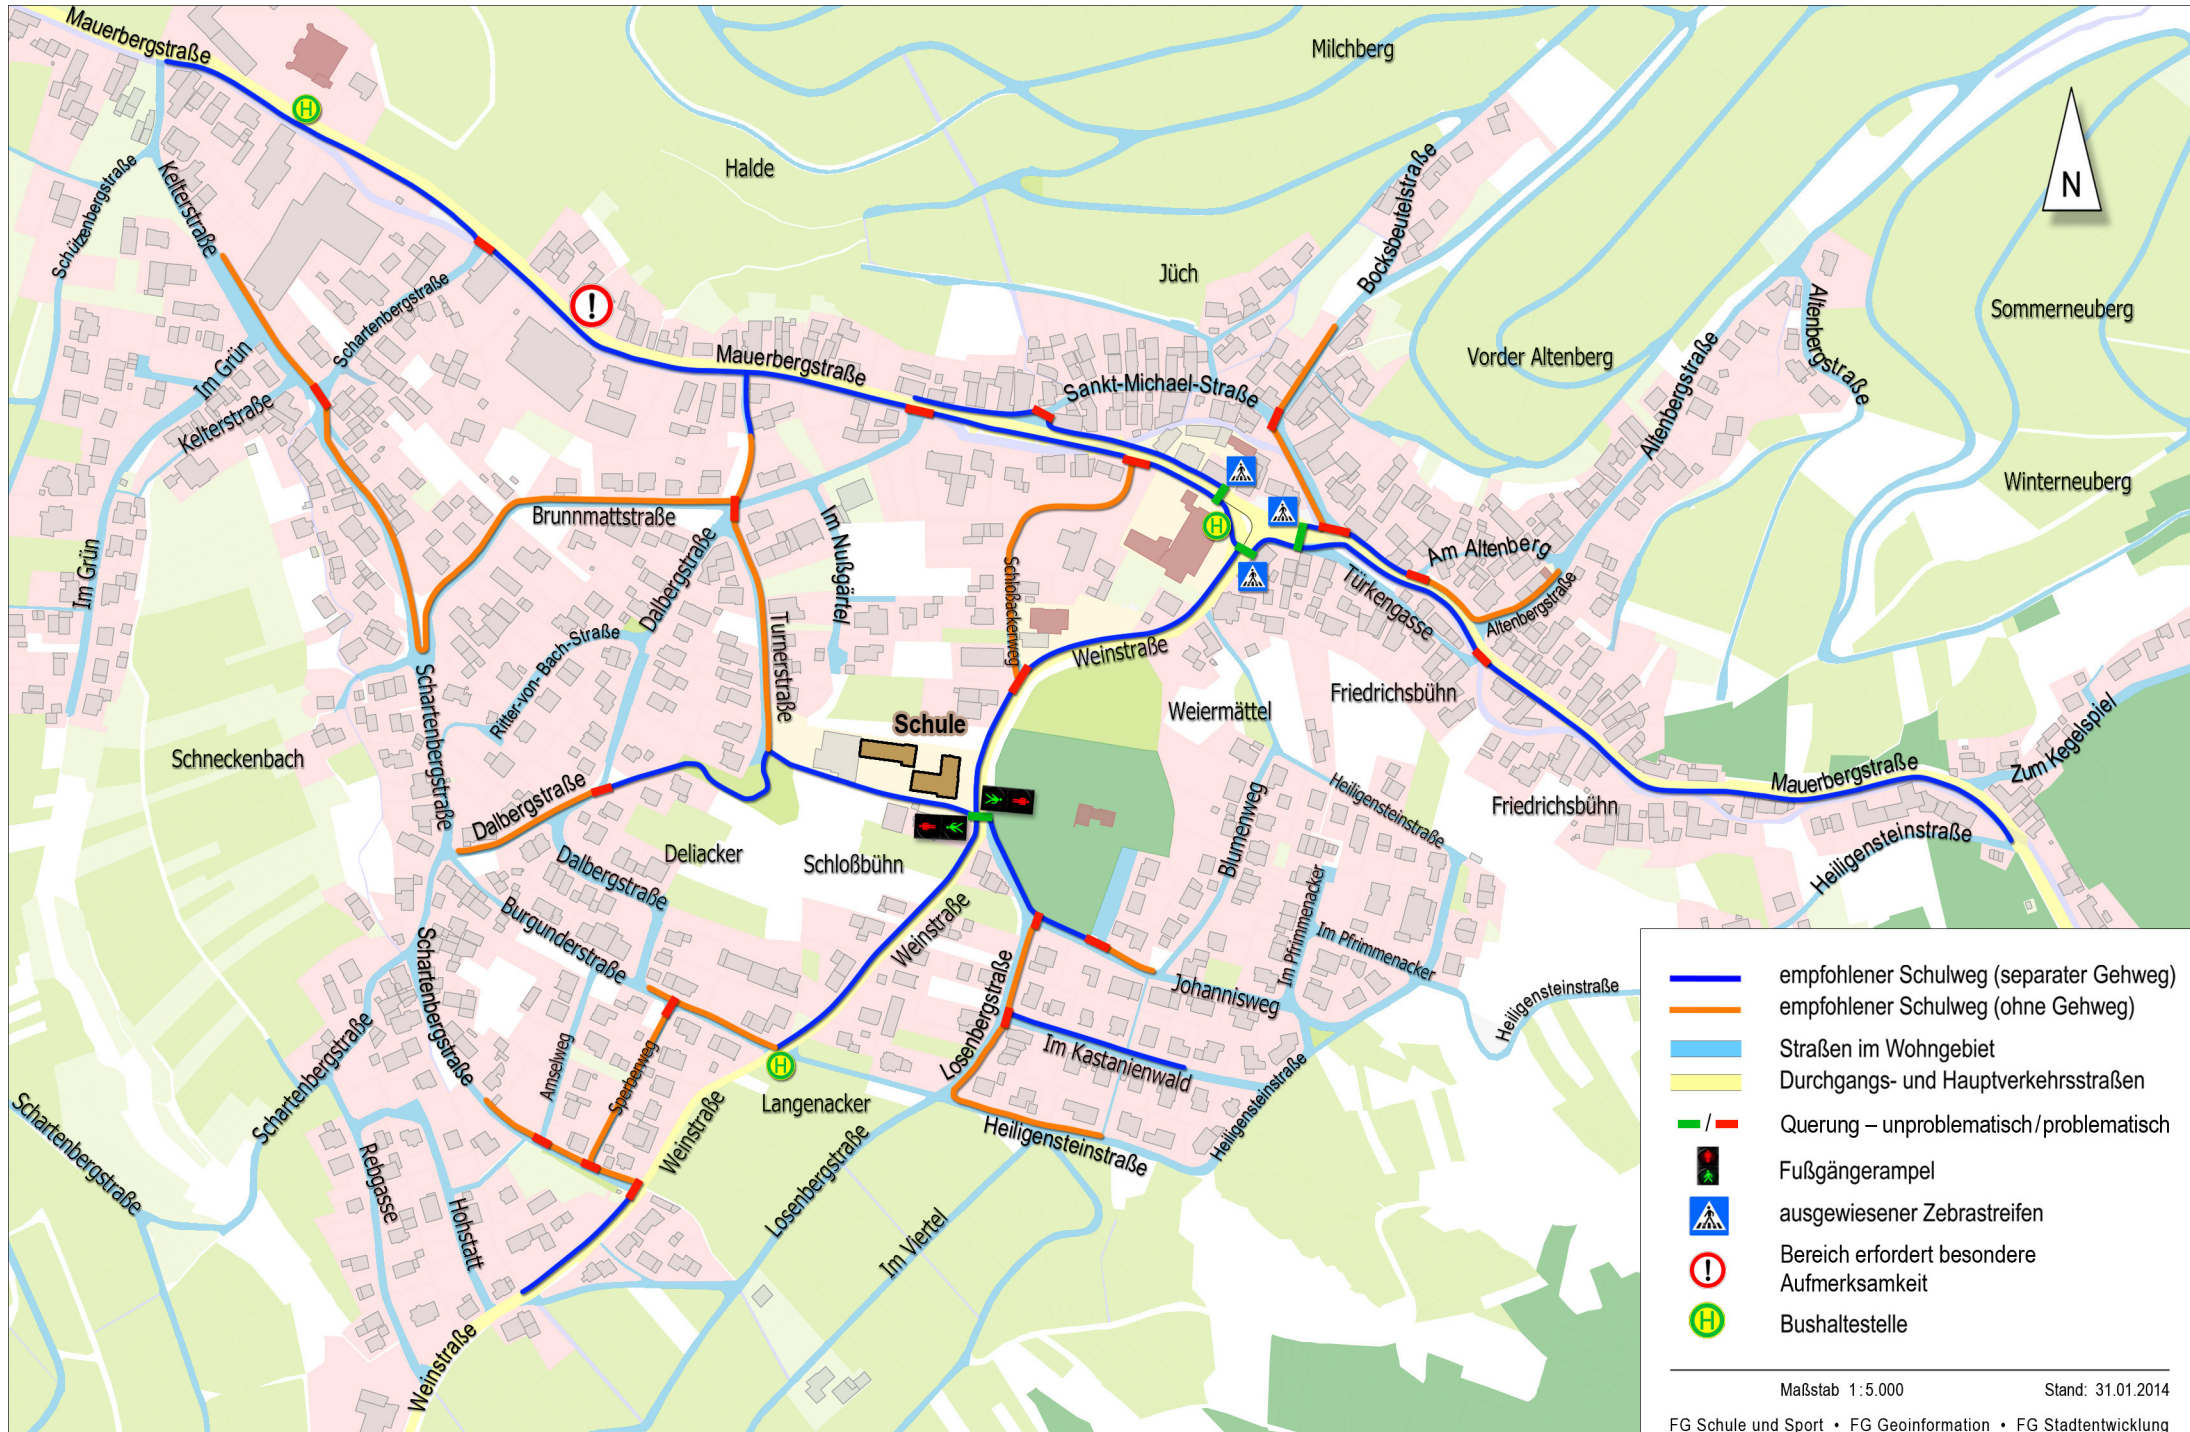 Mauerbergstraße
Milchberg
Halde
Bocksbeutelstraße
N
Schützenbergstraße
Kelterstraße
Jüch
Altenbergstraße
Sommerneuberg
Schartenbergstraße
!
Mauerbergstraße
Vorder Altenberg
Altenbergstraße
Im Grün
Sankt-Michael-Straße
Kelterstraße
Winterneuberg
Brunnmattstraße
Im Nußgärtel
H
H
Am Altenberg
Im Grün
Dalbergstraße
Schloßackerweg
Türkengasse
Altenbergstraße
Ritter-von-Bach-Straße
Turnerstraße
Weinstraße
Friedrichsbühn
Weiermättel
Schartenbergstraße
Schule
Zum Kegelspiel
Schneckenbach
Mauerbergstraße
Heiligensteinstraße
Friedrichsbühn
Dalbergstraße
Blumenweg
Heiligensteinstraße
Deliacker
Schloßbühn
Dalbergstraße
Burgunderstraße
Weinstraße
Im Pfrimmenacker
Im Pfrimmenacker
Schartenbergstraße
Losenbergstraße
Johannisweg
Heiligensteinstraße
Schartenbergstraße
Amselweg
Sperberweg
Im Kastanienwald
H
Langenacker
Schartenbergstraße
Weinstraße
Heiligensteinstraße
Heiligensteinstraße
Rebgasse
Hohstatt
Losenbergstraße
Im Viertel
Weinstraße
empfohlener Schulweg (separater Gehweg)
empfohlener Schulweg (ohne Gehweg)
Straßen im Wohngebiet
Durchgangs- und Hauptverkehrsstraßen
/ Querung – unproblematisch/problematisch
Fußgängerampel
ausgewiesener Zebrastreifen
! Bereich erfordert besondere
Aufmerksamkeit
H Bushaltestelle
Maßstab 1:5.000 Stand: 31.01.2014
FG Schule und Sport • FG Geoinformation • FG Stadtentwicklung